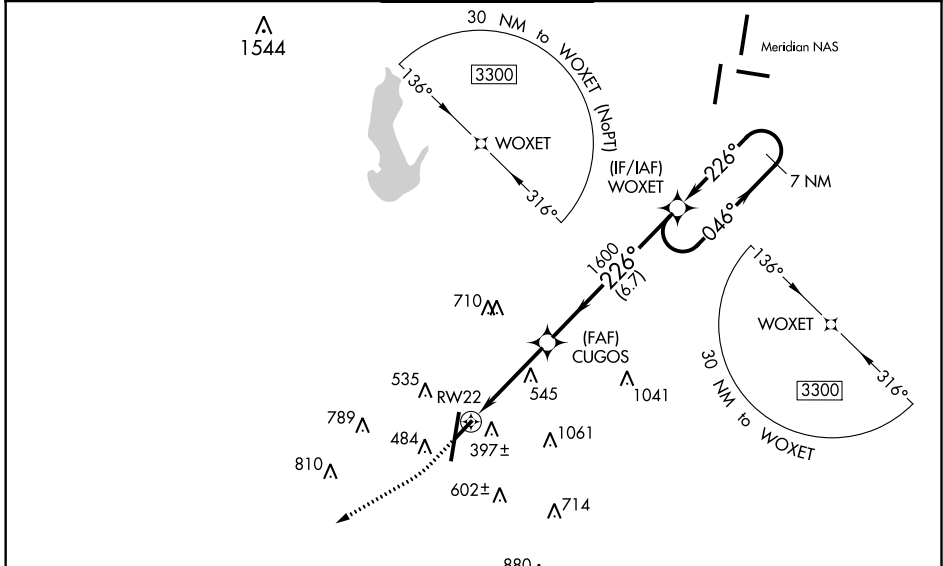 1544
30 NM to WOXET (NoPT)
3300
136°
WOXET
316°
Meridian NAS
(IF/IAF)
WOXET
226°
046°
7 NM
1600
226°
(6.7)
136°
WOXET
316°
3300
30 NM to WOXET
710
(FAF)
CUGOS
535
545
1041
RW22
789
484
397±
1061
810
602±
714
880